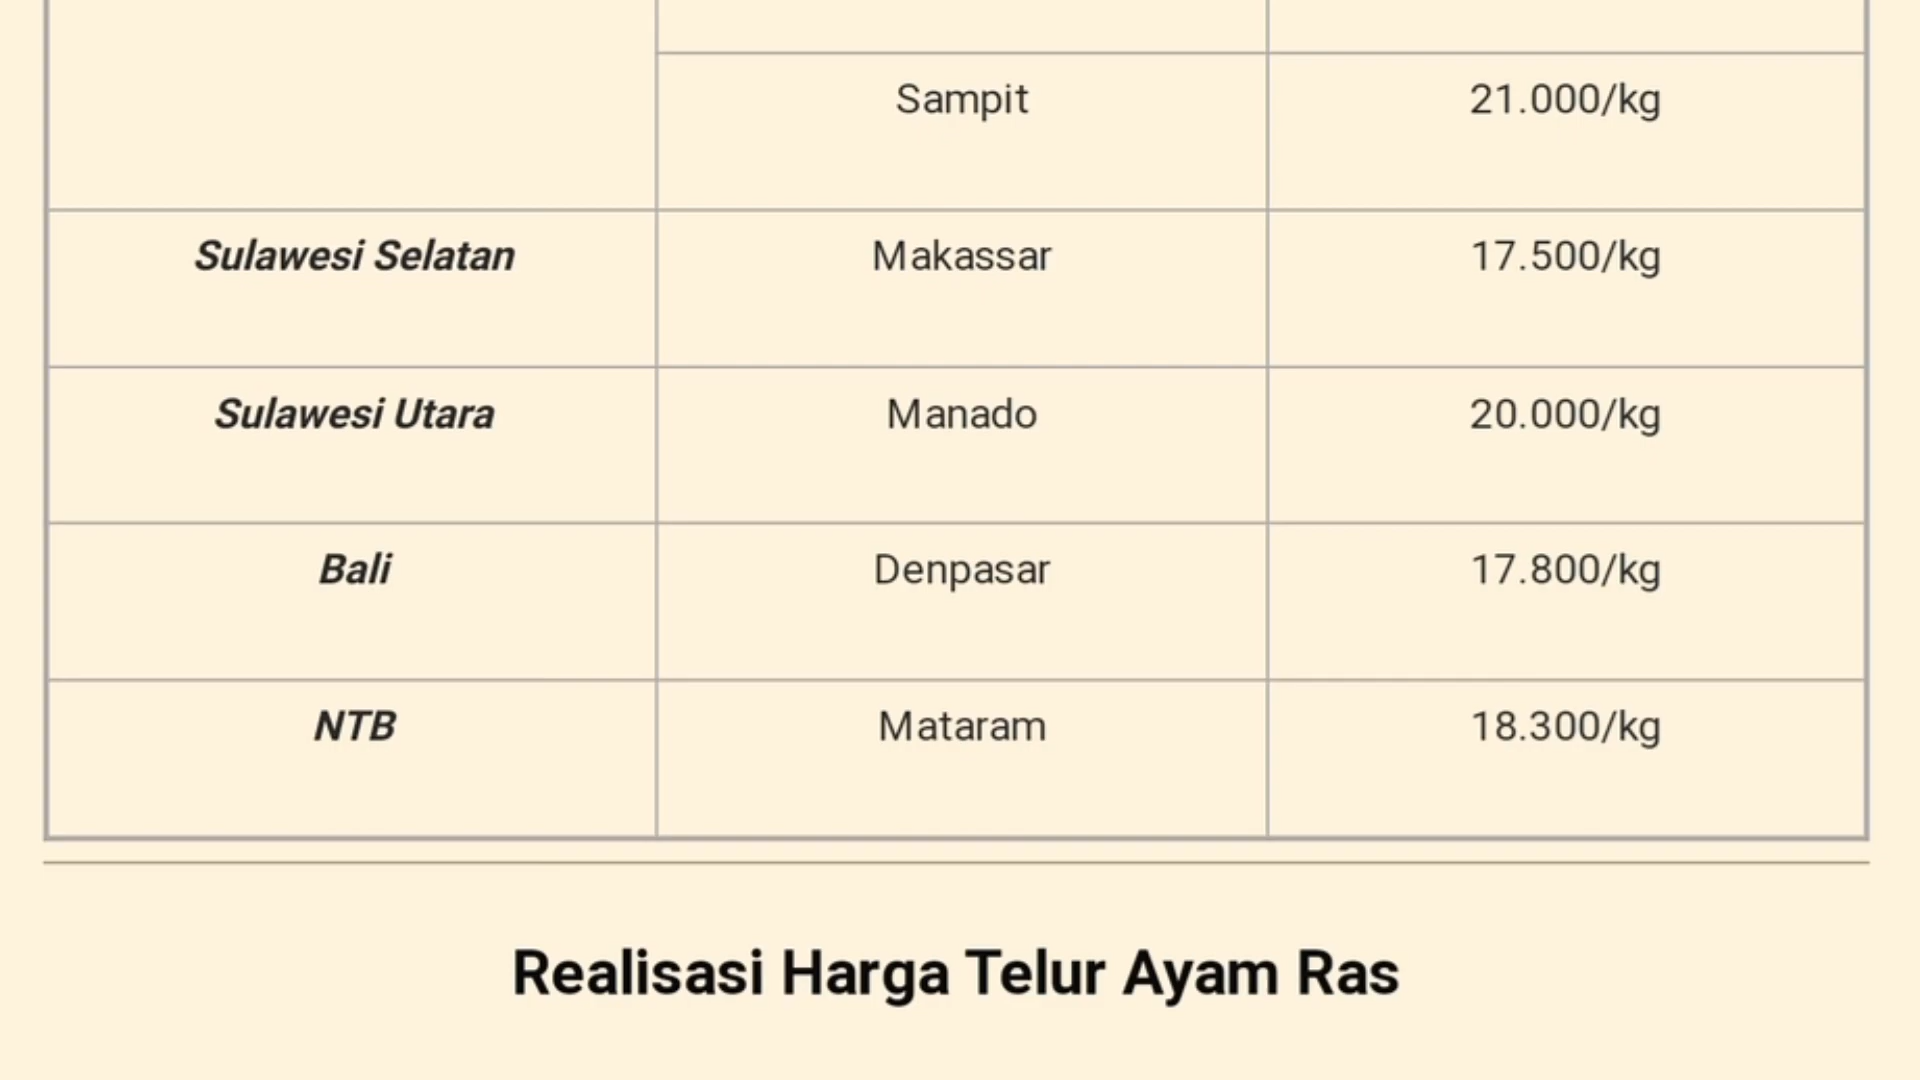 Sampit 21.000/kg
Sulawesi Selatan Makassar 17.500/kg
Sulawesi Utara Manado 20.000/kg
Bali Denpasar 17.800/kg
NTB Mataram 18.300/kg
Realisasi Harga Telur Ayam Ras